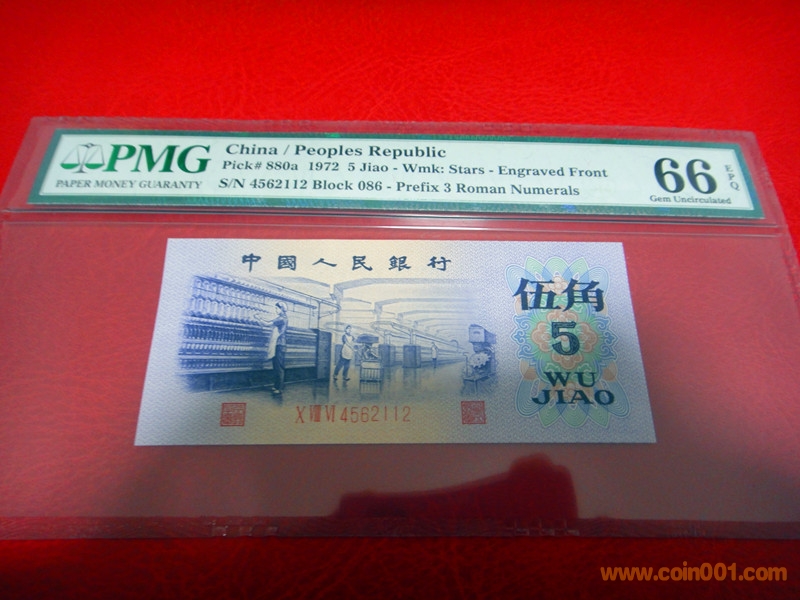 PMG
PAPER MONEY GUARANTY
China / Peoples Republic
Pick# 880a 1972 5 Jiao - Wmk: Stars - Engraved Front
S/N 4562112 Block 086 - Prefix 3 Roman Numerals
66 EPQ
Gem Uncirculated
中國人民銀行
伍角
5
WU
JIAO
X VIII VI 4562112
www.coin001.com